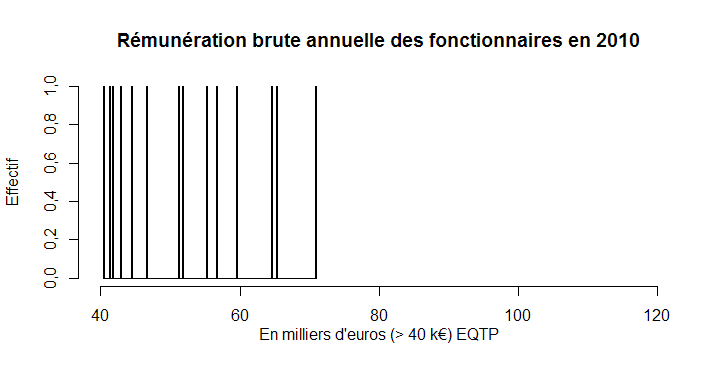 Rémunération brute annuelle des fonctionnaires en 2010
Effectif
1,0
0,8
0,6
0,4
0,2
0,0
40 60 80 100 120
En milliers d'euros (> 40 k€) EQTP